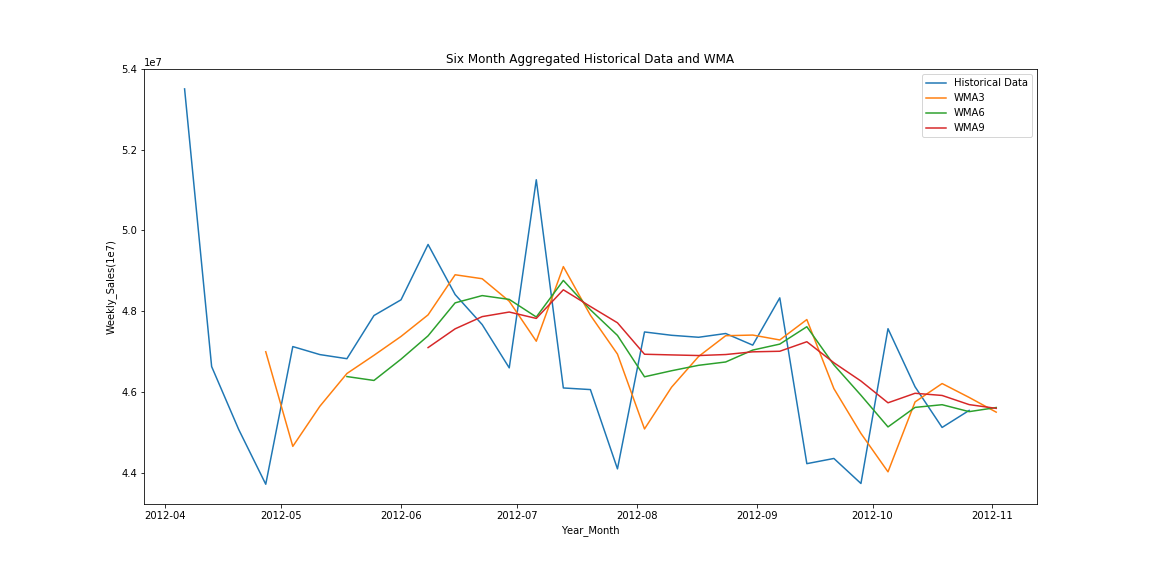 Six Month Aggregated Historical Data and WMA
1e7
5.4
5.2
5.0
4.8
4.6
4.4
Weekly_Sales(1e7)
Historical Data
WMA3
WMA6
WMA9
2012-04 2012-05 2012-06 2012-07 2012-08 2012-09 2012-10 2012-11
Year_Month